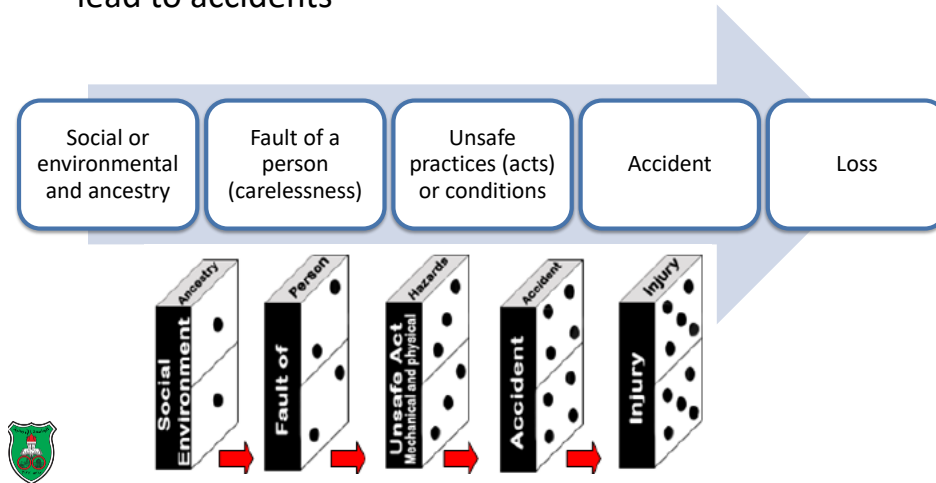 lead to accidents
Social or
environmental
and ancestry
Fault of a
person
(carelessness)
Unsafe
practices (acts)
or conditions
Accident
Loss
Ancestry
Social
Environment
Person
Fault of
Hazards
Unsafe Act
Mechanical and physical
Accident
Accident
Injury
Injury